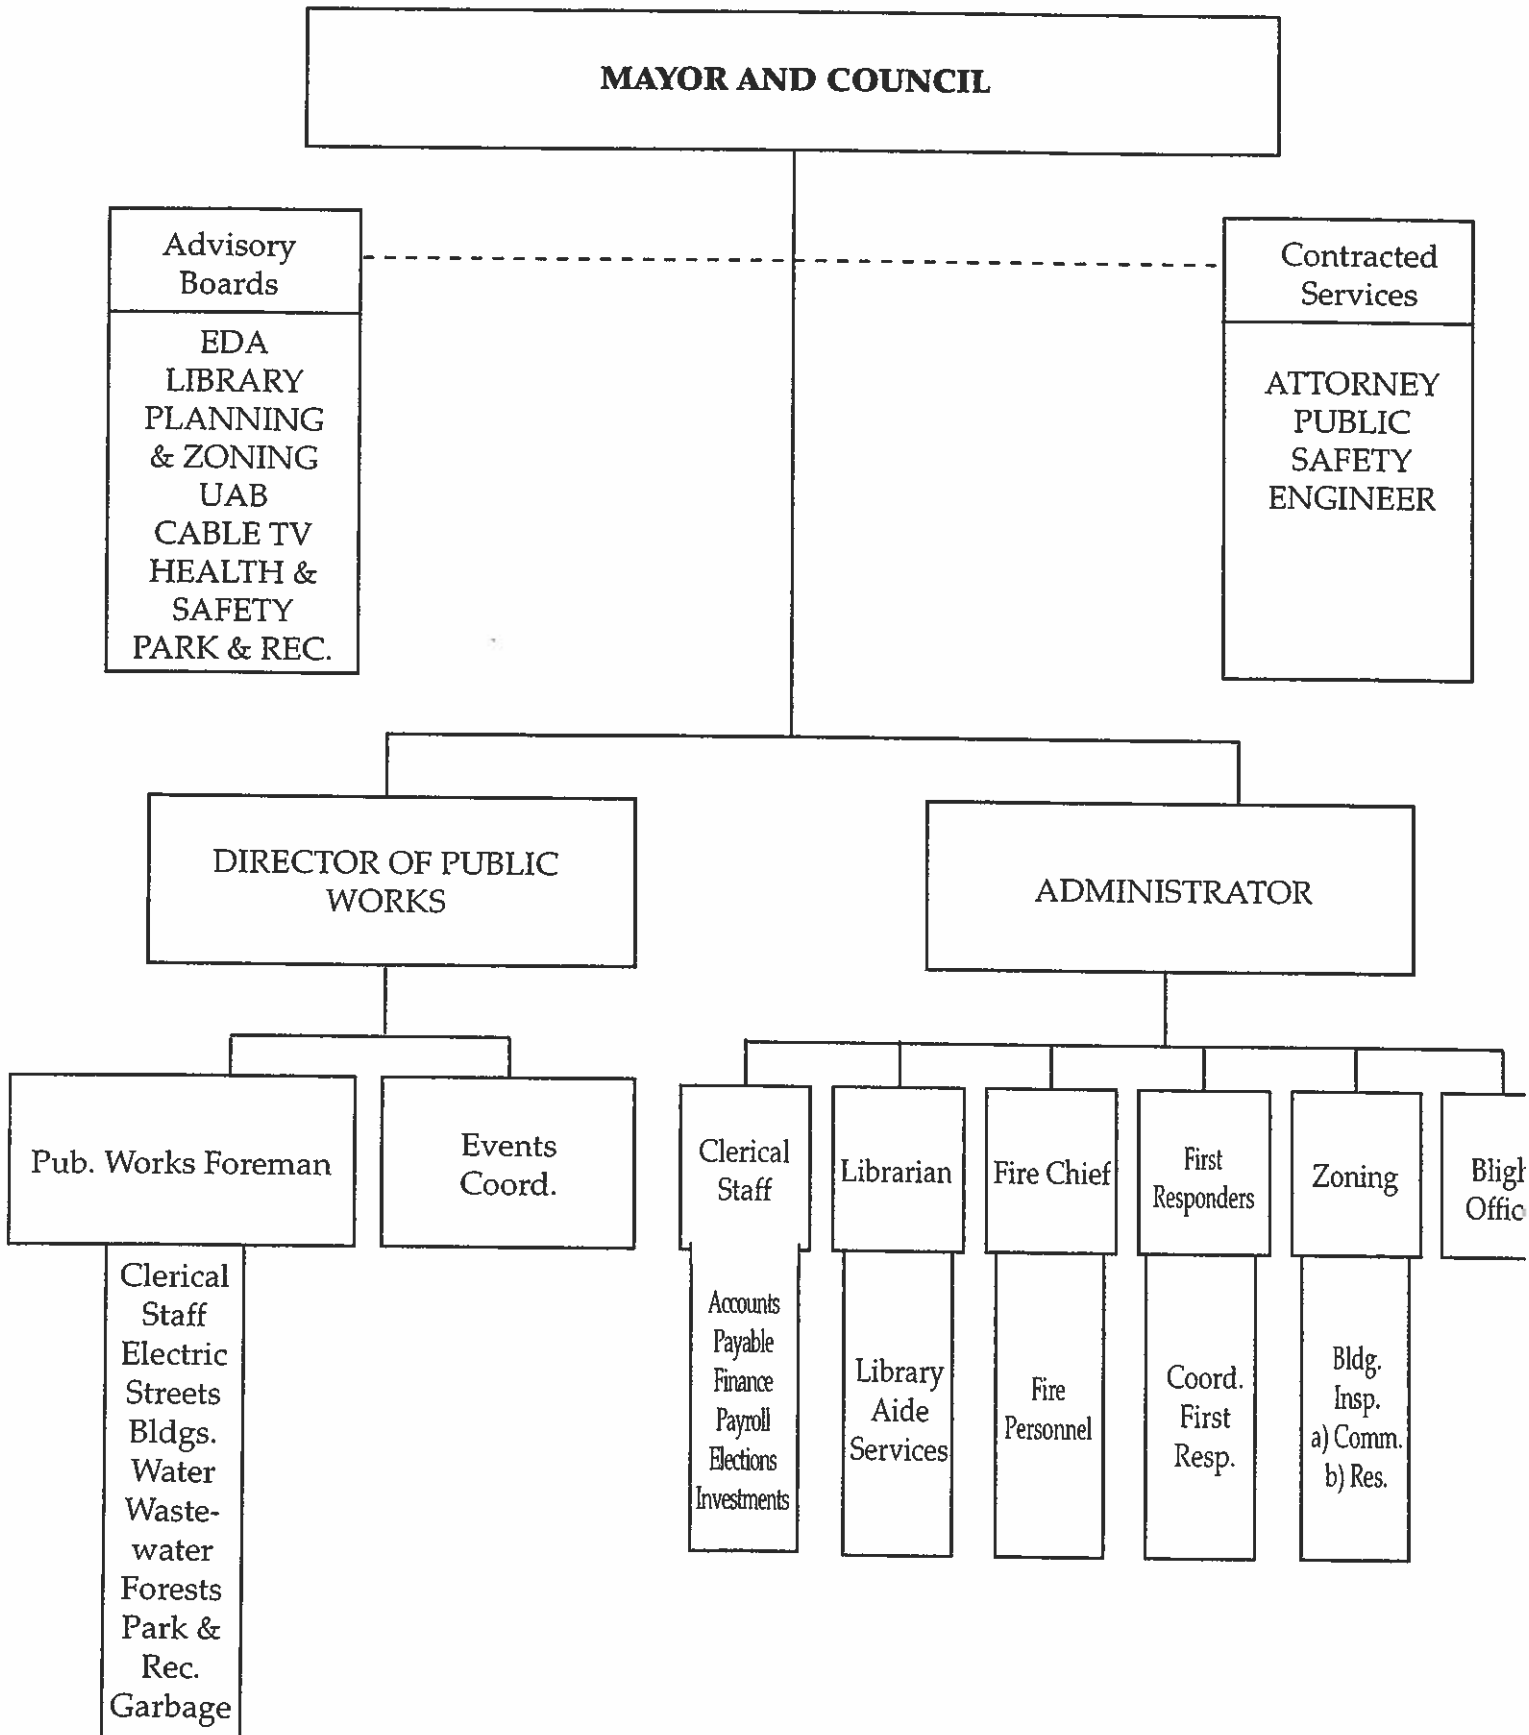 MAYOR AND COUNCIL
Advisory
Boards
EDA
LIBRARY
PLANNING
& ZONING
UAB
CABLE TV
HEALTH &
SAFETY
PARK & REC.
Contracted
Services
ATTORNEY
PUBLIC
SAFETY
ENGINEER
DIRECTOR OF PUBLIC
WORKS
ADMINISTRATOR
Pub. Works Foreman
Events
Coord.
Clerical
Staff
Librarian
Fire Chief
First
Responders
Zoning
Clerical
Staff
Electric
Streets
Bldgs.
Water
Waste-
water
Forests
Park &
Rec.
Garbage
Accounts
Payable
Finance
Payroll
Elections
Investments
Library
Aide
Services
Fire
Personnel
Coord.
First
Resp.
Bldg.
Insp.
a) Comm.
b) Res.